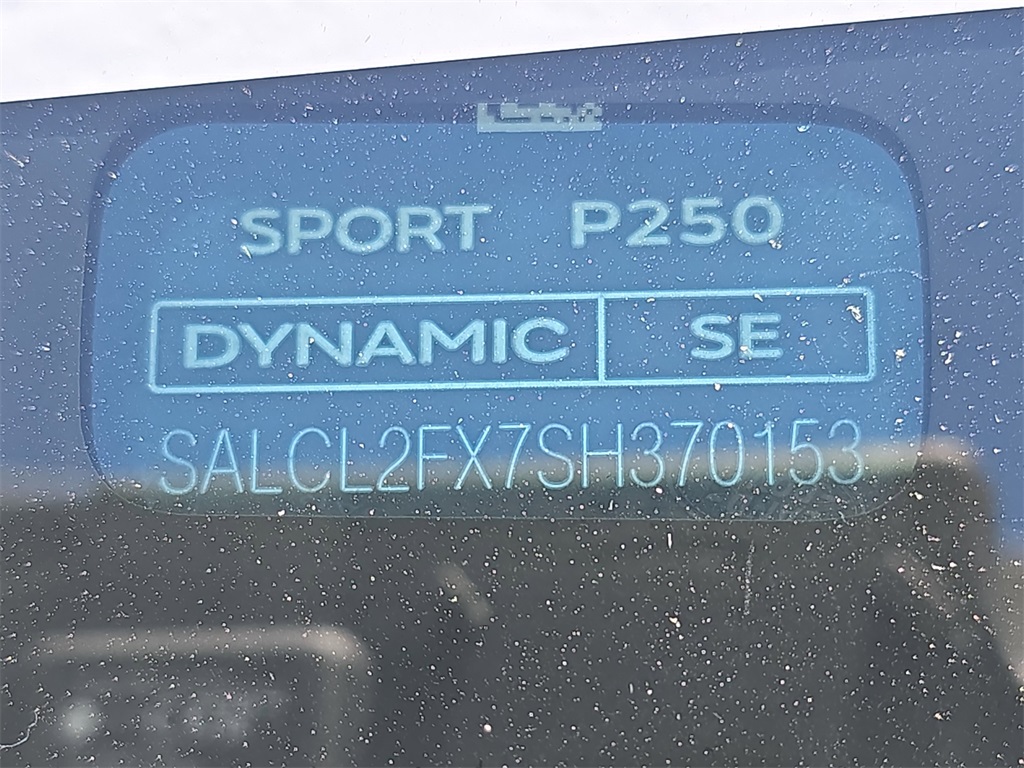 SPORT P250
DYNAMIC SE
SALCL2FX7SH370153